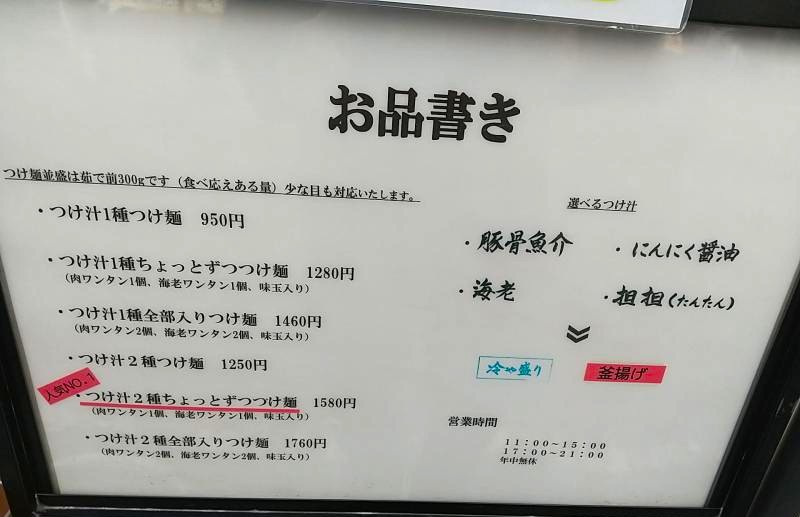 お品書き
つけ麺並盛は茹で前300gです（食べ応えある量）少な目も対応いたします。
・つけ汁1種つけ麺 950円
・つけ汁1種ちょっとずつつけ麺 1280円
（肉ワンタン1個、海老ワンタン1個、味玉入り）
・つけ汁1種全部入りつけ麺 1460円
（肉ワンタン2個、海老ワンタン2個、味玉入り）
・つけ汁２種つけ麺 1250円
人気NO.1
・つけ汁２種ちょっとずつつけ麺 1580円
（肉ワンタン1個、海老ワンタン1個、味玉入り）
・つけ汁２種全部入りつけ麺 1760円
（肉ワンタン2個、海老ワンタン2個、味玉入り）
選べるつけ汁
・豚骨魚介 ・にんにく醤油
・海老 ・担担(たんたん)
冷や盛り 釜揚げ
営業時間
11:00~15:00
17:00~21:00
年中無休